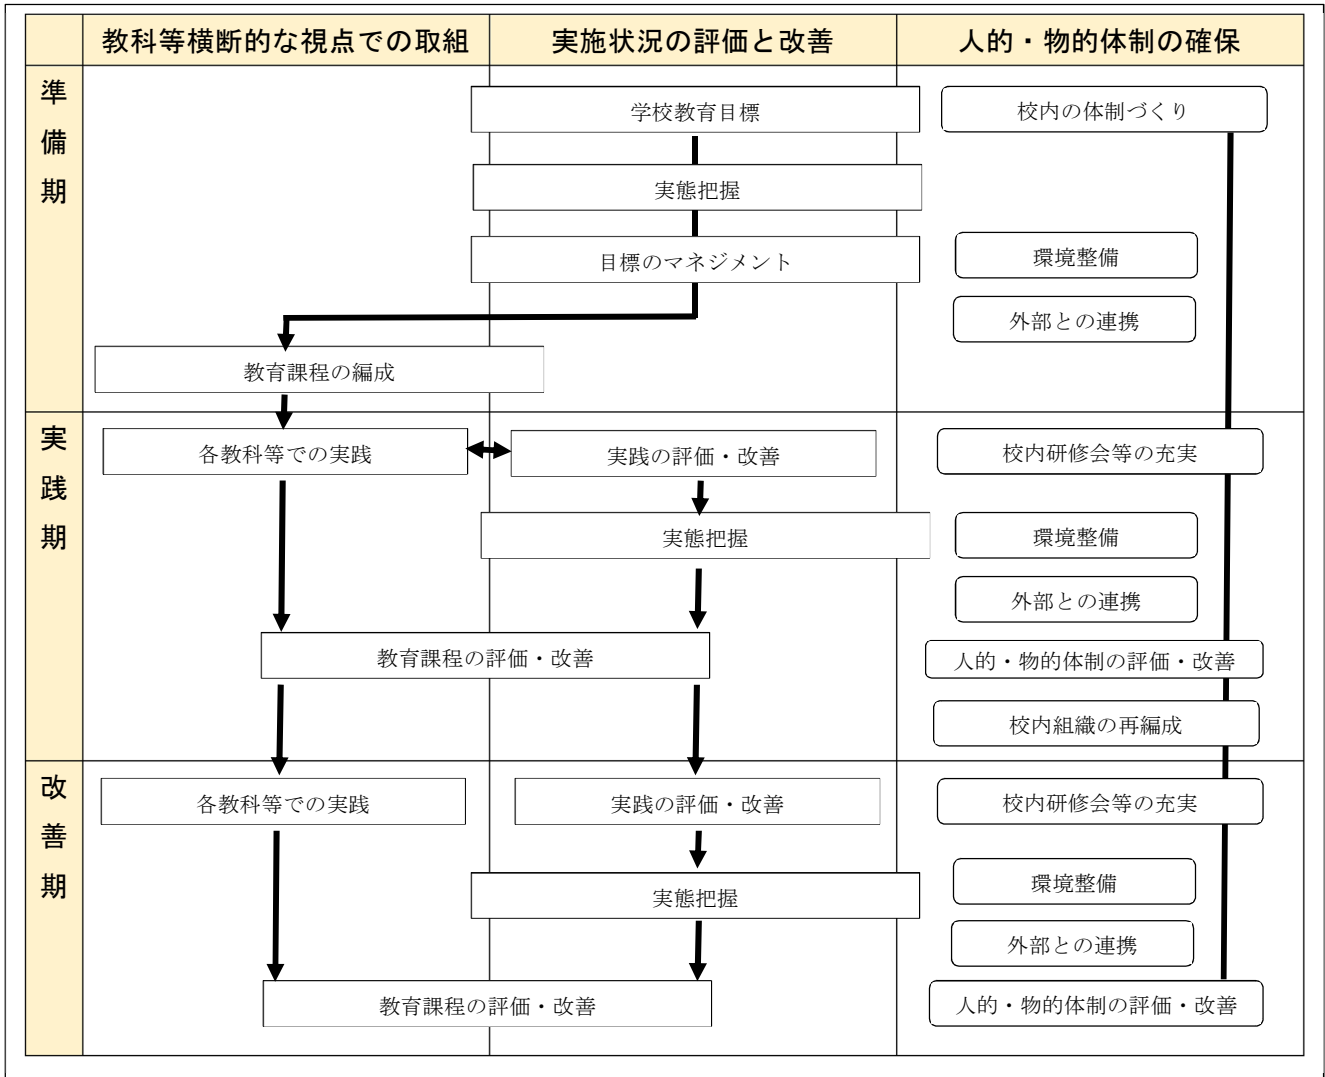 教科等横断的な視点での取組
実施状況の評価と改善
人的・物的体制の確保
準備期
学校教育目標
校内の体制づくり
実態把握
目標のマネジメント
環境整備
外部との連携
教育課程の編成
実践期
各教科等での実践
実践の評価・改善
校内研修会等の充実
実態把握
環境整備
外部との連携
教育課程の評価・改善
人的・物的体制の評価・改善
校内組織の再編成
改善期
各教科等での実践
実践の評価・改善
校内研修会等の充実
実態把握
環境整備
外部との連携
教育課程の評価・改善
人的・物的体制の評価・改善